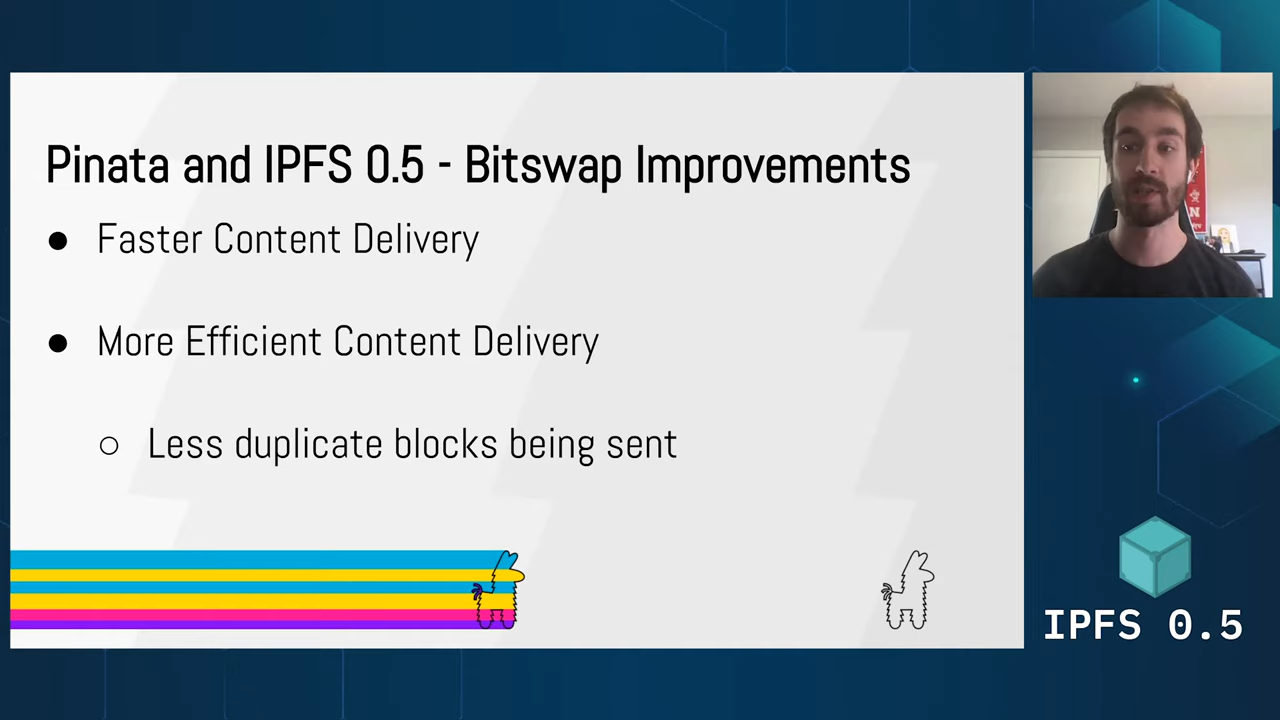 Pinata and IPFS 0.5 - Bitswap Improvements
● Faster Content Delivery
● More Efficient Content Delivery
○ Less duplicate blocks being sent
N
IPFS 0.5